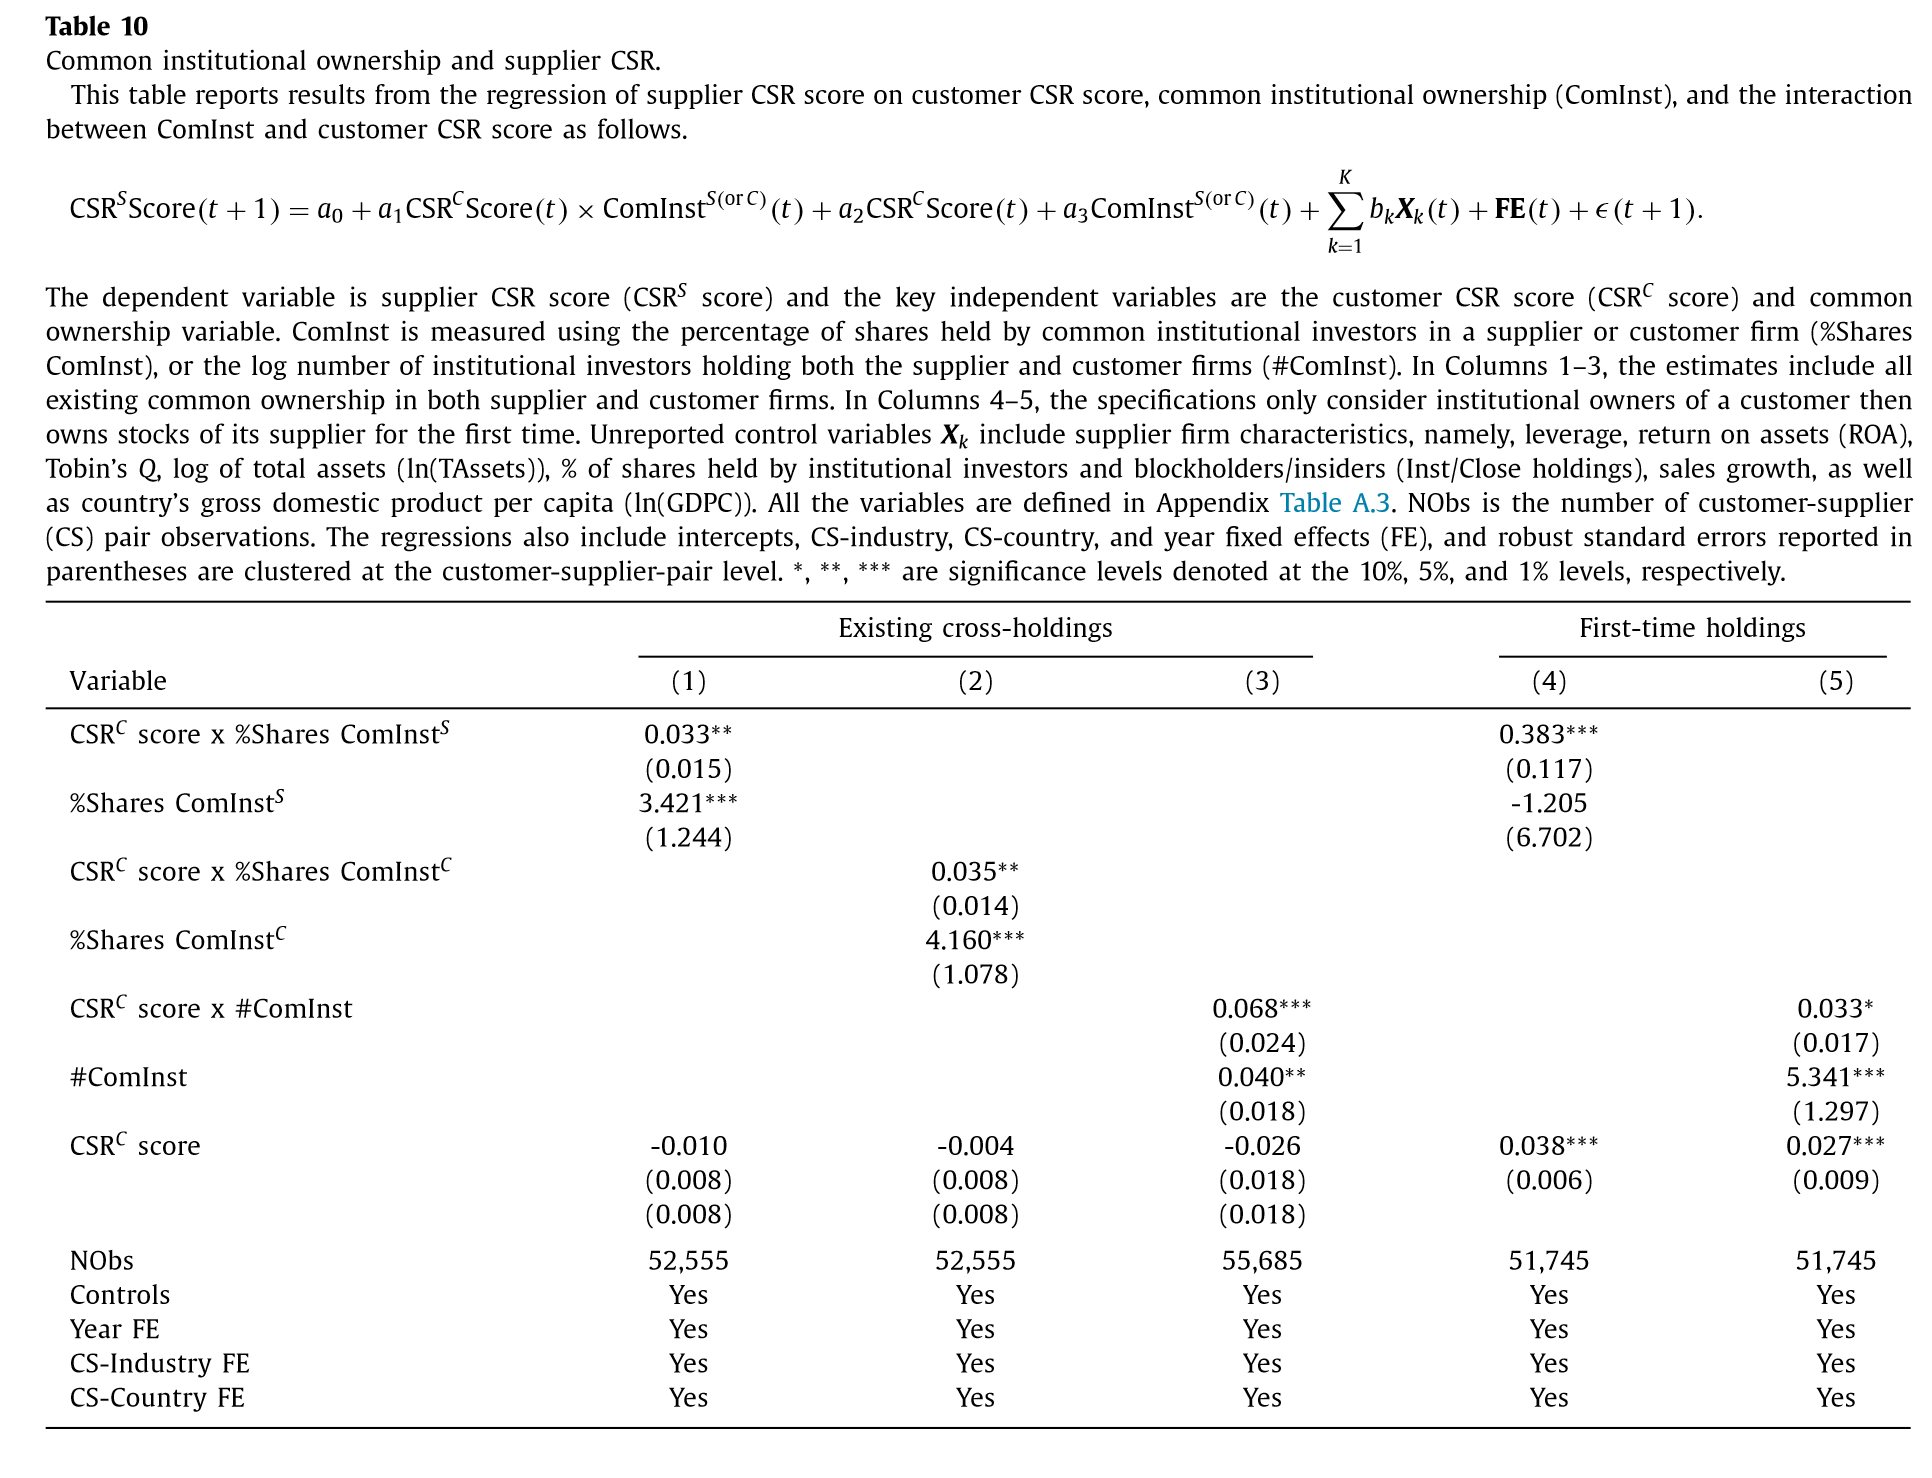 Table 10
Common institutional ownership and supplier CSR.
This table reports results from the regression of supplier CSR score on customer CSR score, common institutional ownership (ComInst), and the interaction
between ComInst and customer CSR score as follows.
CSR^S Score(t + 1) = a_0 + a_1 CSR^C Score(t) × ComInst^{S(or C)}(t) + a_2 CSR^C Score(t) + a_3 ComInst^{S(or C)}(t) + ∑_{k=1}^{K} b_k X_k(t) + FE(t) + ϵ(t + 1).
The dependent variable is supplier CSR score (CSR^S score) and the key independent variables are the customer CSR score (CSR^C score) and common
ownership variable. ComInst is measured using the percentage of shares held by common institutional investors in a supplier or customer firm (%Shares
ComInst), or the log number of institutional investors holding both the supplier and customer firms (#ComInst). In Columns 1–3, the estimates include all
existing common ownership in both supplier and customer firms. In Columns 4–5, the specifications only consider institutional owners of a customer then
owns stocks of its supplier for the first time. Unreported control variables X_k include supplier firm characteristics, namely, leverage, return on assets (ROA),
Tobin's Q, log of total assets (ln(TAssets)), % of shares held by institutional investors and blockholders/insiders (Inst/Close holdings), sales growth, as well
as country's gross domestic product per capita (ln(GDPC)). All the variables are defined in Appendix Table A.3. NObs is the number of customer-supplier
(CS) pair observations. The regressions also include intercepts, CS-industry, CS-country, and year fixed effects (FE), and robust standard errors reported in
parentheses are clustered at the customer-supplier-pair level. *, **, *** are significance levels denoted at the 10%, 5%, and 1% levels, respectively.
Existing cross-holdings First-time holdings
Variable (1) (2) (3) (4) (5)
CSR^C score x %Shares ComInst^S 0.033** 0.383***
(0.015) (0.117)
%Shares ComInst^S 3.421*** -1.205
(1.244) (6.702)
CSR^C score x %Shares ComInst^C 0.035**
(0.014)
%Shares ComInst^C 4.160***
(1.078)
CSR^C score x #ComInst 0.068*** 0.033*
(0.024) (0.017)
#ComInst 0.040** 5.341***
(0.018) (1.297)
CSR^C score -0.010 -0.004 -0.026 0.038*** 0.027***
(0.008) (0.008) (0.018) (0.006) (0.009)
(0.008) (0.008) (0.018)
NObs 52,555 52,555 55,685 51,745 51,745
Controls Yes Yes Yes Yes Yes
Year FE Yes Yes Yes Yes Yes
CS-Industry FE Yes Yes Yes Yes Yes
CS-Country FE Yes Yes Yes Yes Yes